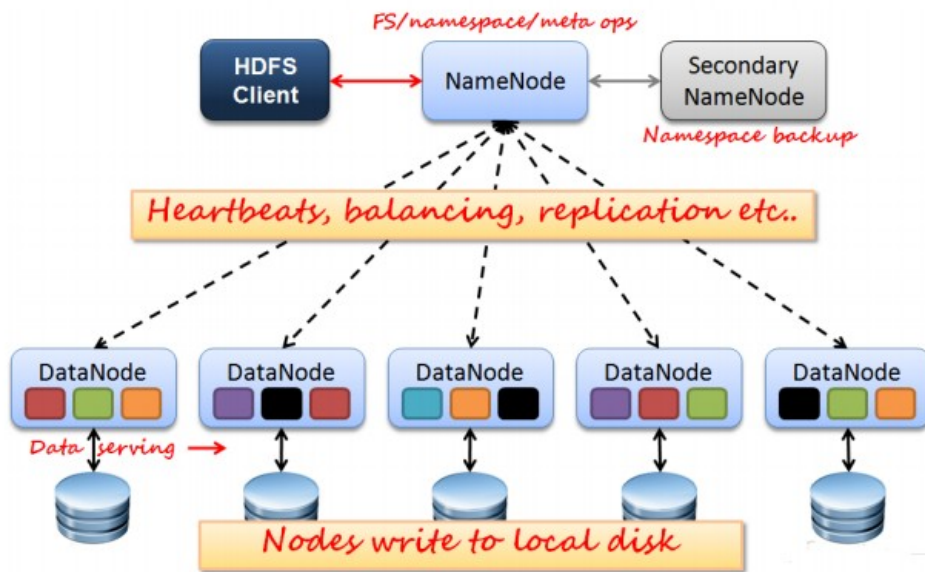 FS/namespace/meta ops
HDFS
Client
NameNode
Secondary
NameNode
Namespace backup
Heartbeats, balancing, replication etc..
DataNode
DataNode
DataNode
DataNode
DataNode
Data serving
Nodes write to local disk